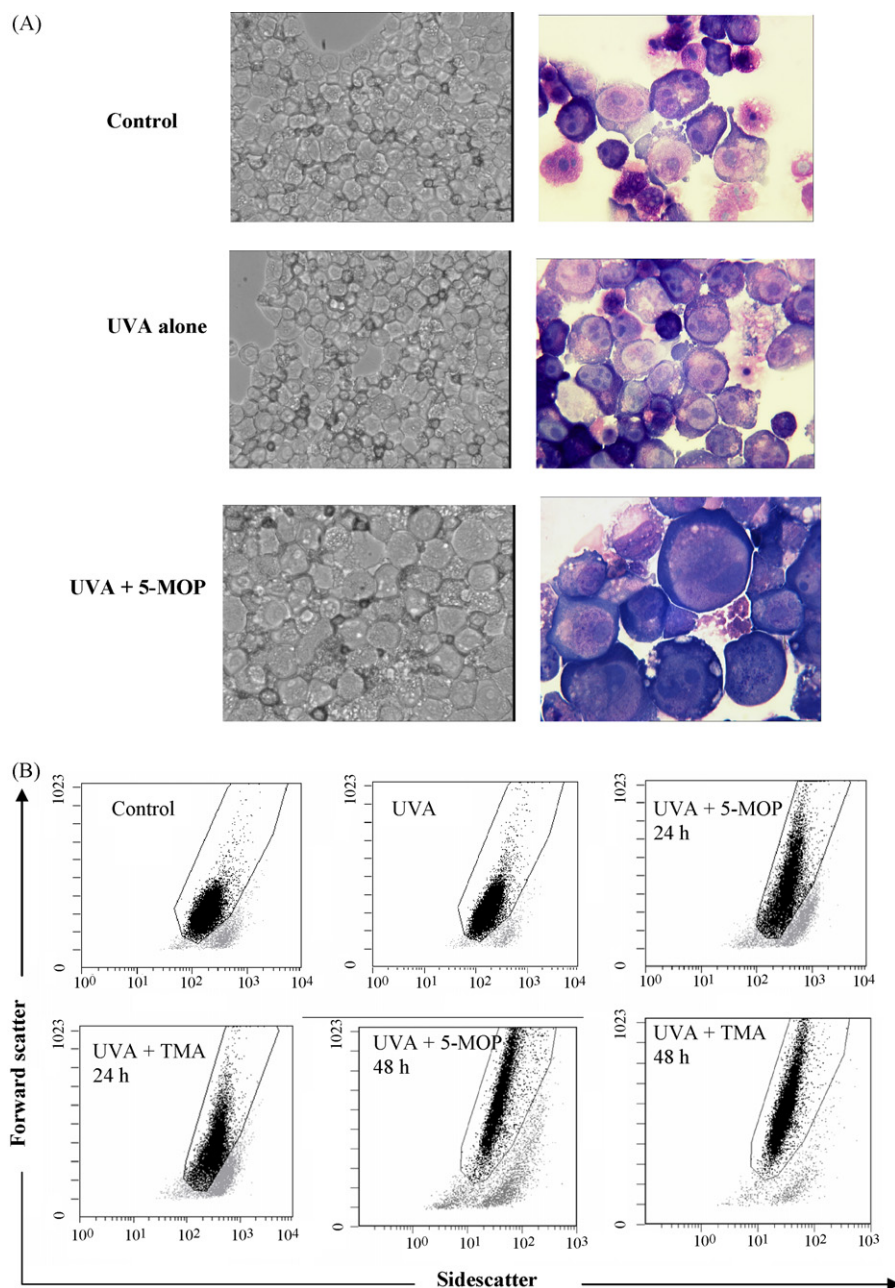 (A)
Control
UVA alone
UVA + 5-MOP
(B)
Forward scatter
1023
0
Control
10⁰ 10¹ 10² 10³ 10⁴
1023
0
UVA
10⁰ 10¹ 10² 10³ 10⁴
1023
0
UVA + 5-MOP
24 h
10⁰ 10¹ 10² 10³ 10⁴
1023
0
UVA + TMA
24 h
10⁰ 10¹ 10² 10³ 10⁴
1023
0
UVA + 5-MOP
48 h
10⁰ 10¹ 10² 10³
1023
0
UVA + TMA
48 h
10⁰ 10¹ 10² 10³
Sidescatter